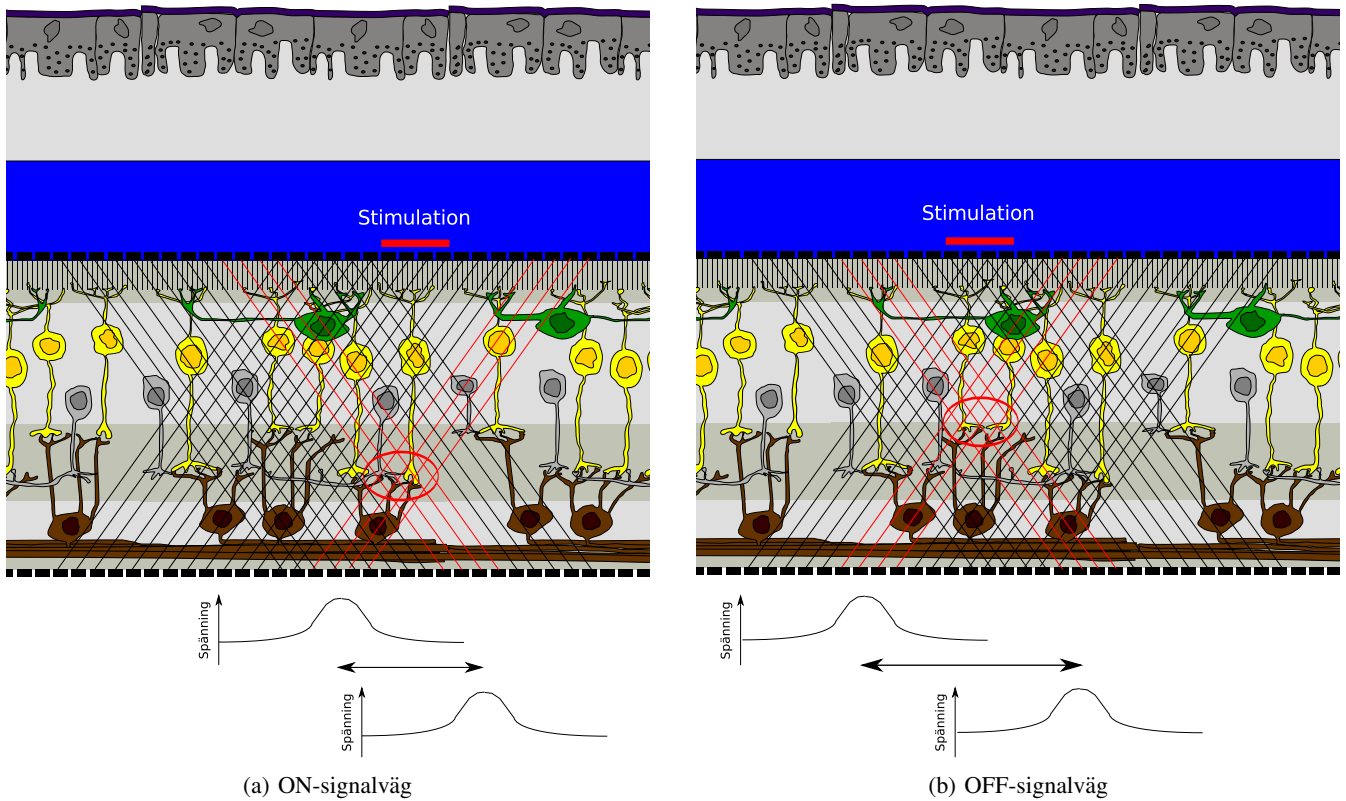 Stimulation
Stimulation
Spänning
Spänning
Spänning
Spänning
(a) ON-signalväg
(b) OFF-signalväg